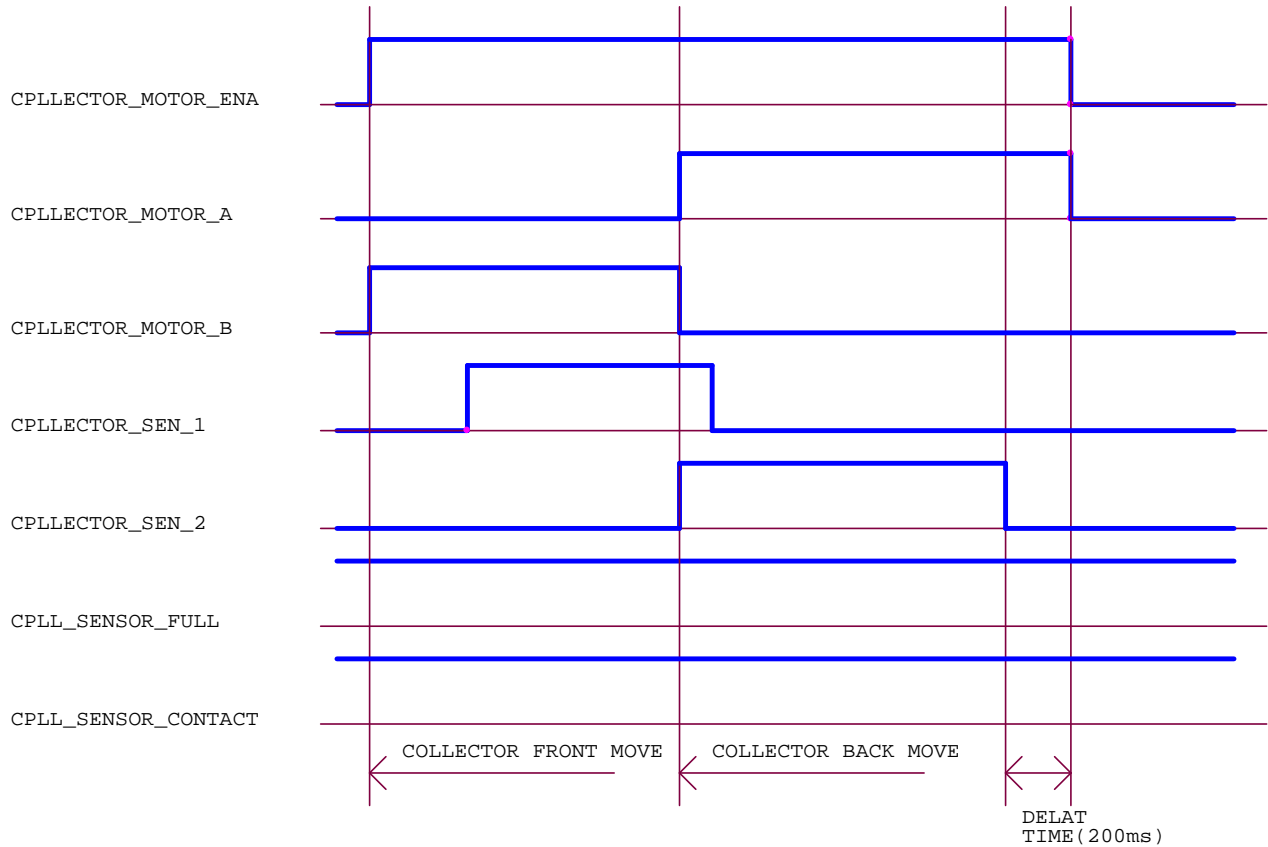 CPLLECTOR_MOTOR_ENA
CPLLECTOR_MOTOR_A
CPLLECTOR_MOTOR_B
CPLLECTOR_SEN_1
CPLLECTOR_SEN_2
CPLL_SENSOR_FULL
CPLL_SENSOR_CONTACT
COLLECTOR FRONT MOVE
COLLECTOR BACK MOVE
DELAT
TIME(200ms)